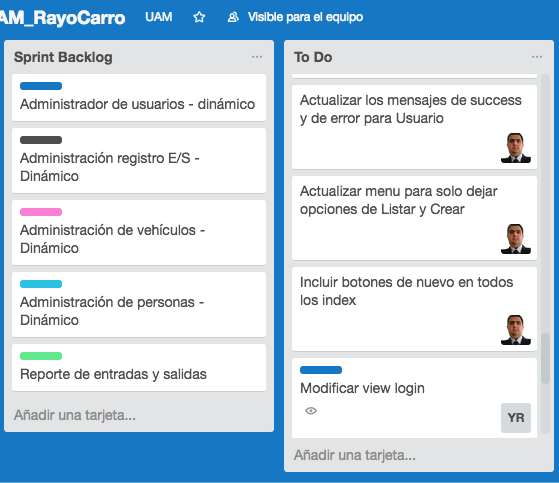 AM_RayoCarro
UAM
Visible para el equipo
Sprint Backlog
Administrador de usuarios - dinámico
Administración registro E/S -
Dinámico
Administración de vehículos -
Dinámico
Administración de personas -
Dinámico
Reporte de entradas y salidas
Añadir una tarjeta...
To Do
Actualizar los mensajes de success
y de error para Usuario
Actualizar menu para solo dejar
opciones de Listar y Crear
Incluir botones de nuevo en todos
los index
Modificar view login
YR
Añadir una tarjeta...